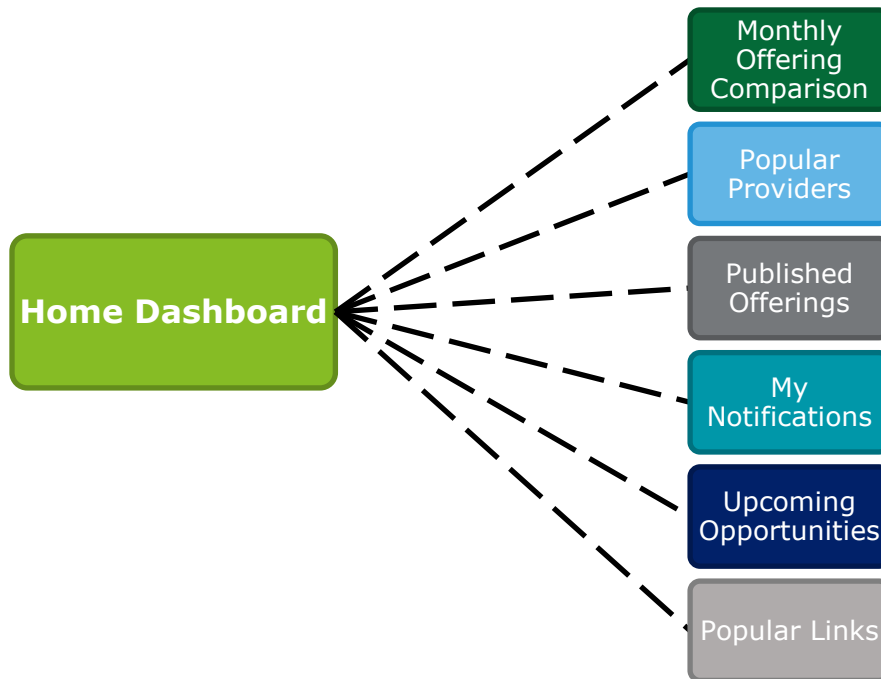 Monthly
Offering
Comparison
Popular
Providers
Home Dashboard
Published
Offerings
My
Notifications
Upcoming
Opportunities
Popular Links